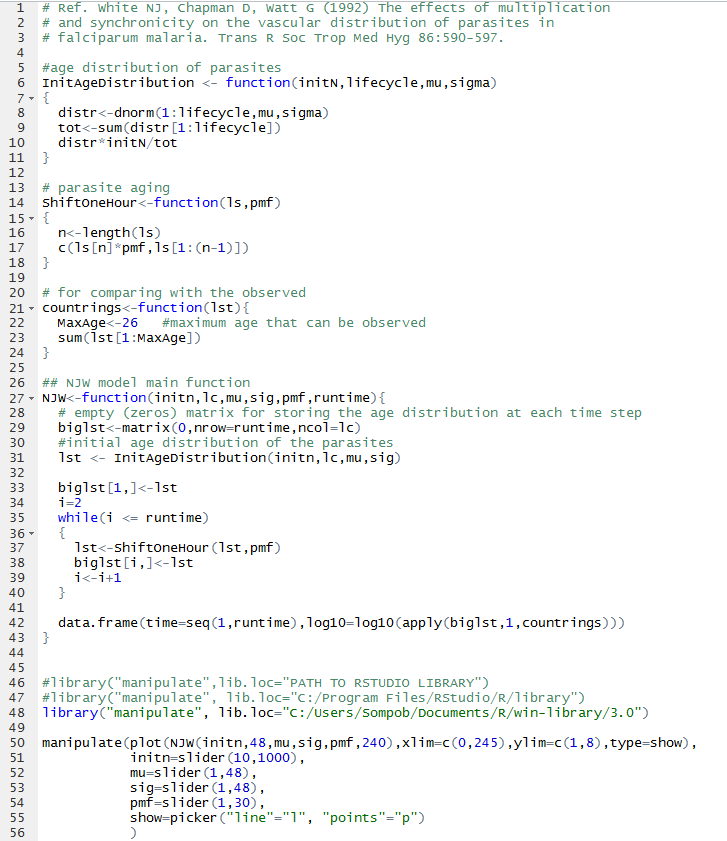 1 # Ref. White NJ, Chapman D, Watt G (1992) The effects of multiplication
2 # and synchronicity on the vascular distribution of parasites in
3 # falciparum malaria. Trans R Soc Trop Med Hyg 86:590-597.
4
5 #age distribution of parasites
6 InitAgeDistribution <- function(initN,lifecycle,mu,sigma)
7 {
8   distr<-dnorm(1:lifecycle,mu,sigma)
9   tot<-sum(distr[1:lifecycle])
10   distr*initN/tot
11 }
12
13 # parasite aging
14 ShiftOneHour<-function(ls,pmf)
15 {
16   n<-length(ls)
17   c(ls[n]*pmf,ls[1:(n-1)])
18 }
19
20 # for comparing with the observed
21 countrings<-function(lst){
22   MaxAge<-26   #maximum age that can be observed
23   sum(lst[1:MaxAge])
24 }
25
26 ## NJW model main function
27 NJW<-function(initn,lc,mu,sig,pmf,runtime){
28   # empty (zeros) matrix for storing the age distribution at each time step
29   biglst<-matrix(0,nrow=runtime,ncol=lc)
30   #initial age distribution of the parasites
31   lst <- InitAgeDistribution(initn,lc,mu,sig)
32
33   biglst[1,]<-lst
34   i=2
35   while(i <= runtime)
36   {
37     lst<-ShiftOneHour(lst,pmf)
38     biglst[i,]<-lst
39     i<-i+1
40   }
41
42   data.frame(time=seq(1,runtime),log10=log10(apply(biglst,1,countrings)))
43 }
44
45
46 #library("manipulate",lib.loc="PATH TO RSTUDIO LIBRARY")
47 #library("manipulate", lib.loc="C:/Program Files/RStudio/R/library")
48 library("manipulate", lib.loc="C:/Users/Sompob/Documents/R/win-library/3.0")
49
50 manipulate(plot(NJW(initn,48,mu,sig,pmf,240),xlim=c(0,245),ylim=c(1,8),type=show),
51            initn=slider(10,1000),
52            mu=slider(1,48),
53            sig=slider(1,48),
54            pmf=slider(1,30),
55            show=picker("line"="l", "points"="p")
56            )